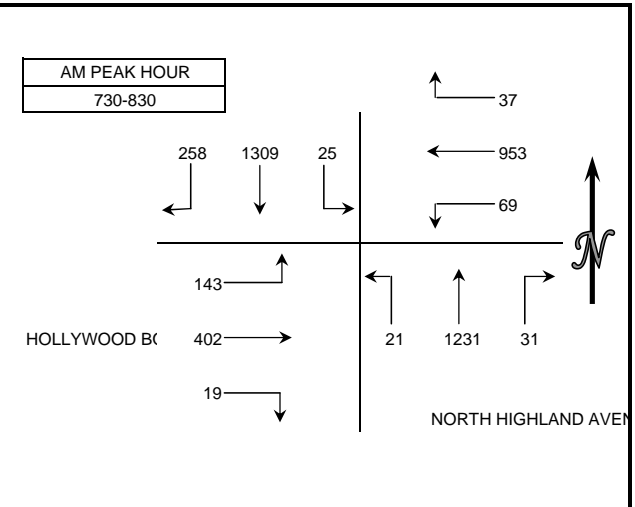 AM PEAK HOUR
730-830
37
258 1309 25
953
69
N
143
HOLLYWOOD BO 402
21 1231 31
19
NORTH HIGHLAND AVEN